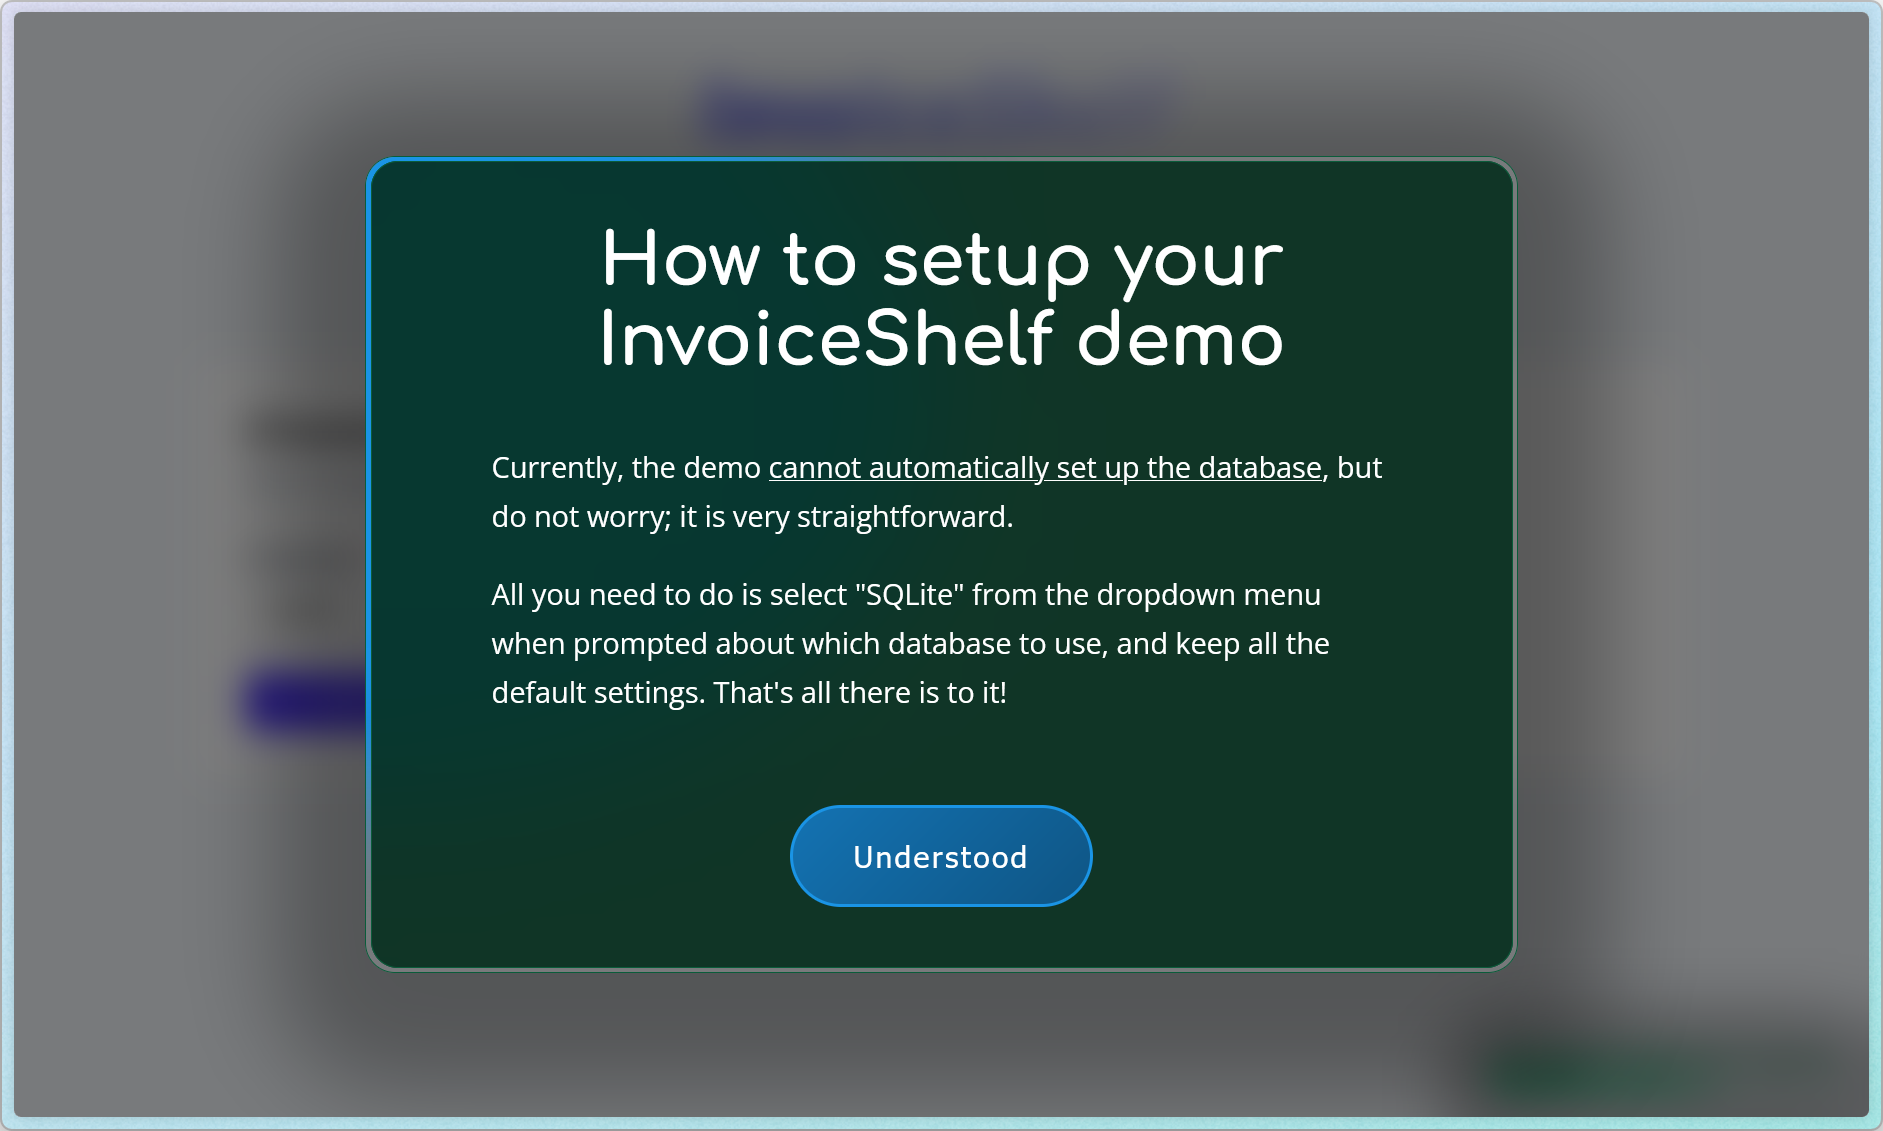 How to setup your
InvoiceShelf demo
Currently, the demo cannot automatically set up the database, but
do not worry; it is very straightforward.
All you need to do is select "SQLite" from the dropdown menu
when prompted about which database to use, and keep all the
default settings. That's all there is to it!
Understood